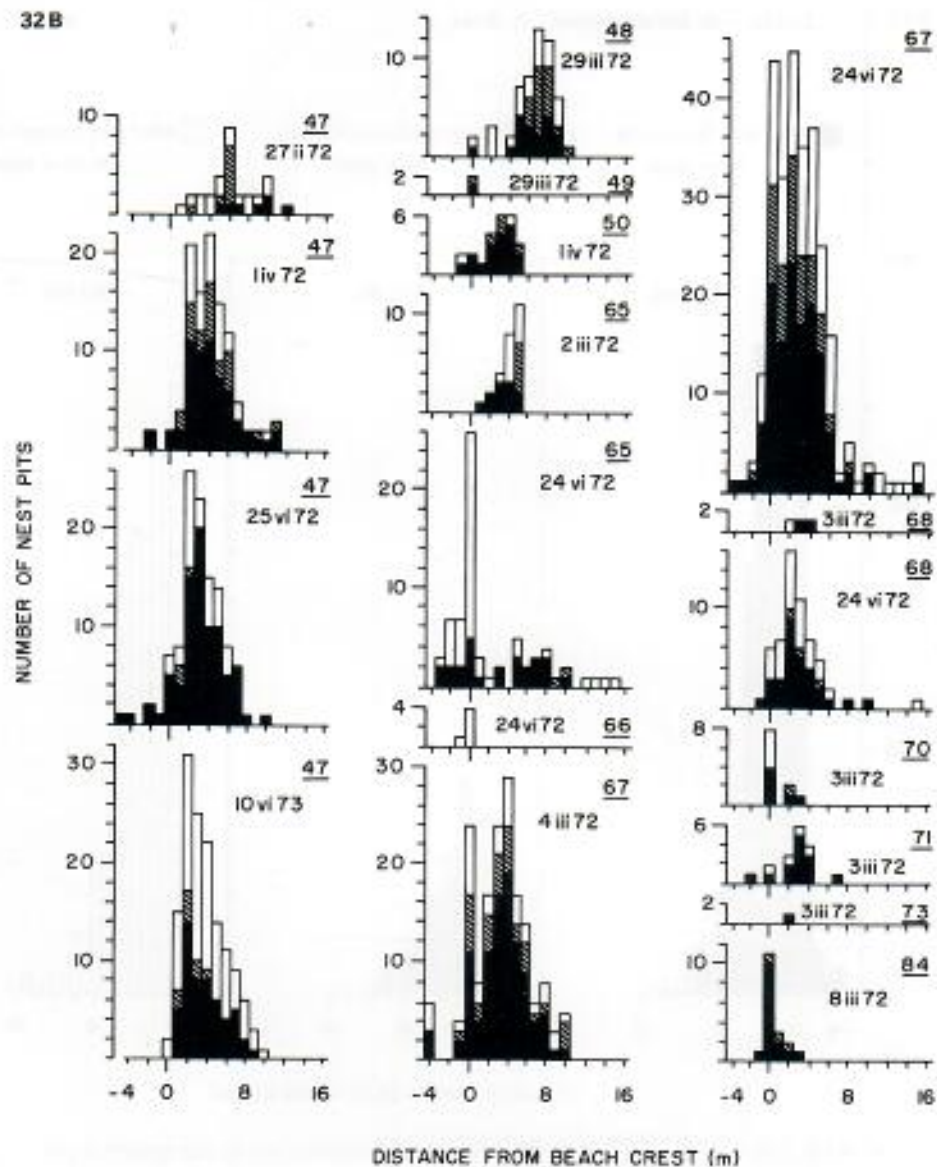 32B
NUMBER OF NEST PITS
10
47
27ii72
20
10
47
1iv72
20
10
47
25vi72
30
20
10
47
10vi73
-4 0 8 16
10
48
29iii72
2
29iii72 49
6
50
1iv72
10
65
2iii72
20
10
65
24vi72
4
24vi72 66
30
20
10
67
4iii72
-4 0 8 16
40
30
20
10
67
24vi72
2
3iii72 68
10
68
24vi72
8
70
3iii72
6
71
3iii72
2
3iii72 73
10
84
8iii72
-4 0 8 16
DISTANCE FROM BEACH CREST (m)